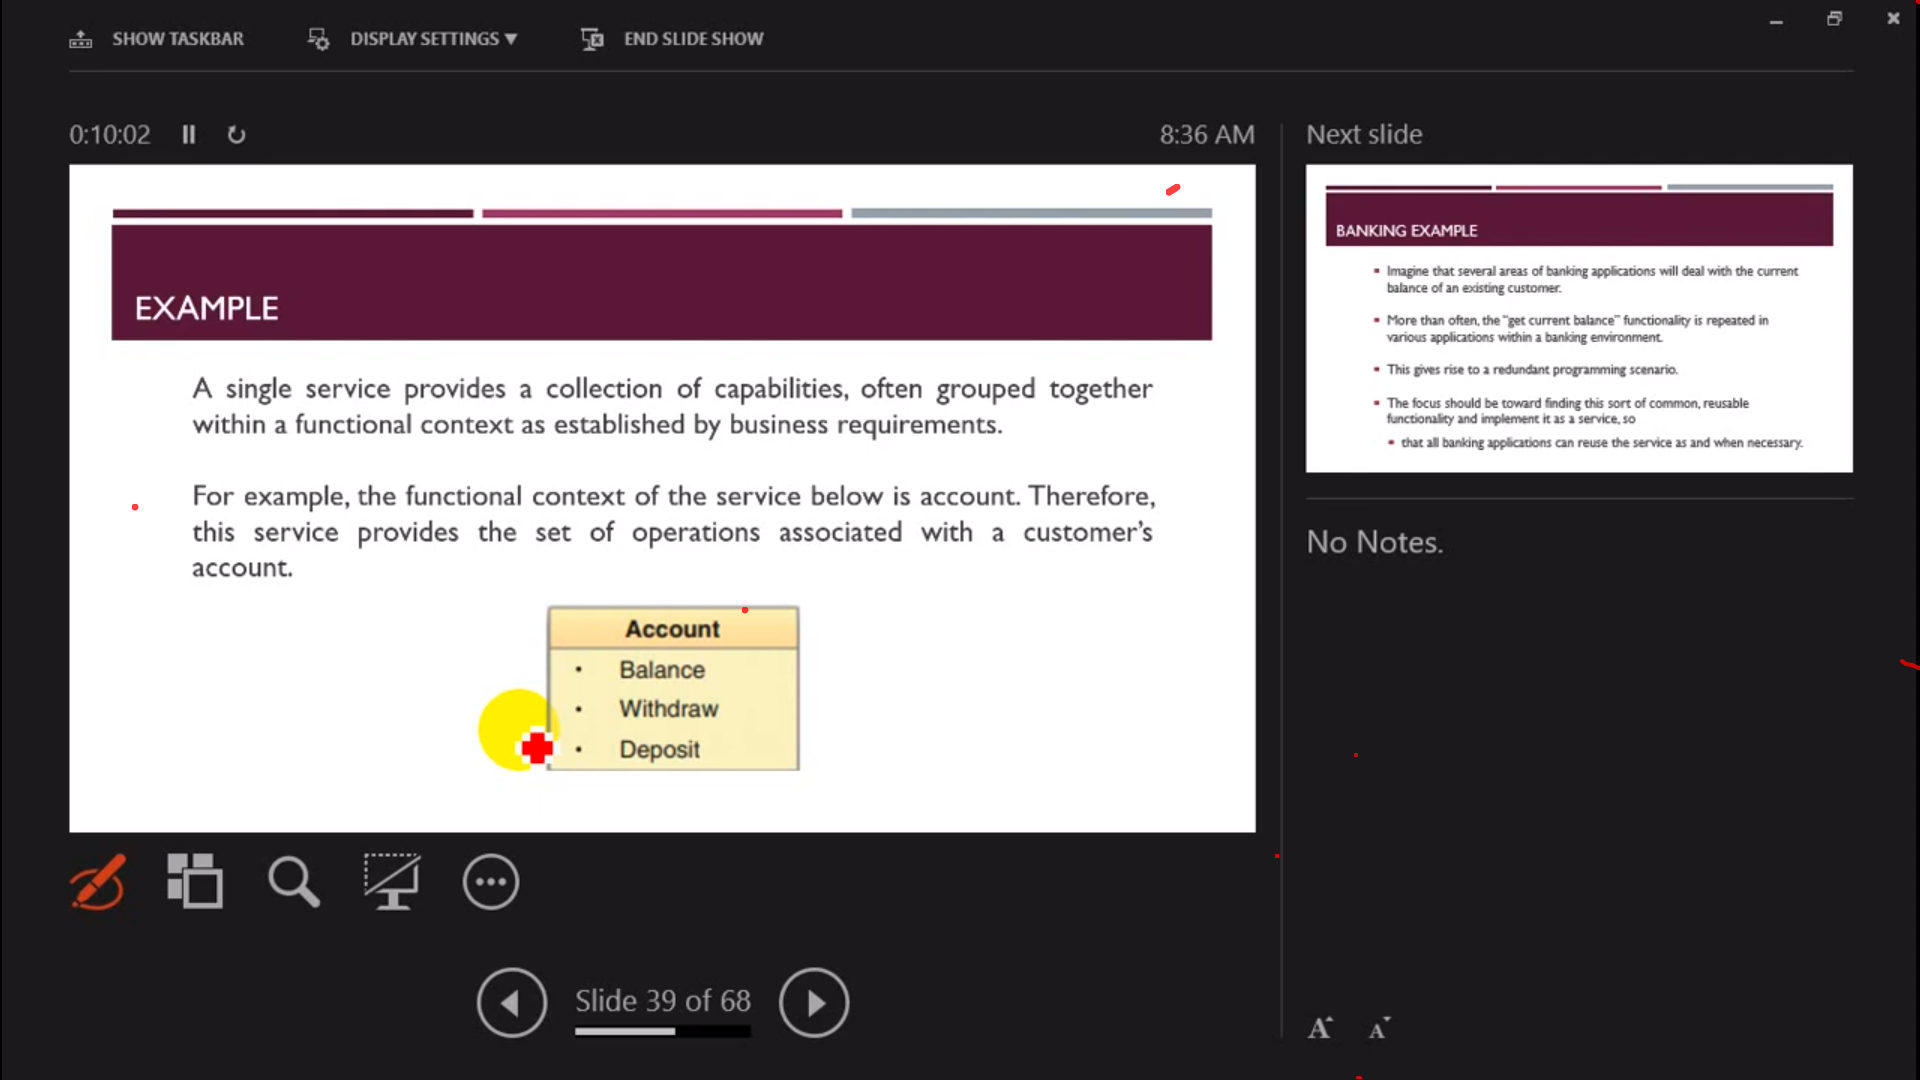 SHOW TASKBAR
DISPLAY SETTINGS ▼
END SLIDE SHOW
0:10:02
8:36 AM
EXAMPLE
A single service provides a collection of capabilities, often grouped together
within a functional context as established by business requirements.
For example, the functional context of the service below is account. Therefore,
this service provides the set of operations associated with a customer’s
account.
Account
• Balance
• Withdraw
• Deposit
Slide 39 of 68
Next slide
BANKING EXAMPLE
▪ Imagine that several areas of banking applications will deal with the current
balance of an existing customer.
▪ More than often, the “get current balance” functionality is repeated in
various applications within a banking environment.
▪ This gives rise to a redundant programming scenario.
▪ The focus should be toward finding this sort of common, reusable
functionality and implement it as a service, so
▪ that all banking applications can reuse the service as and when necessary.
No Notes.
A A